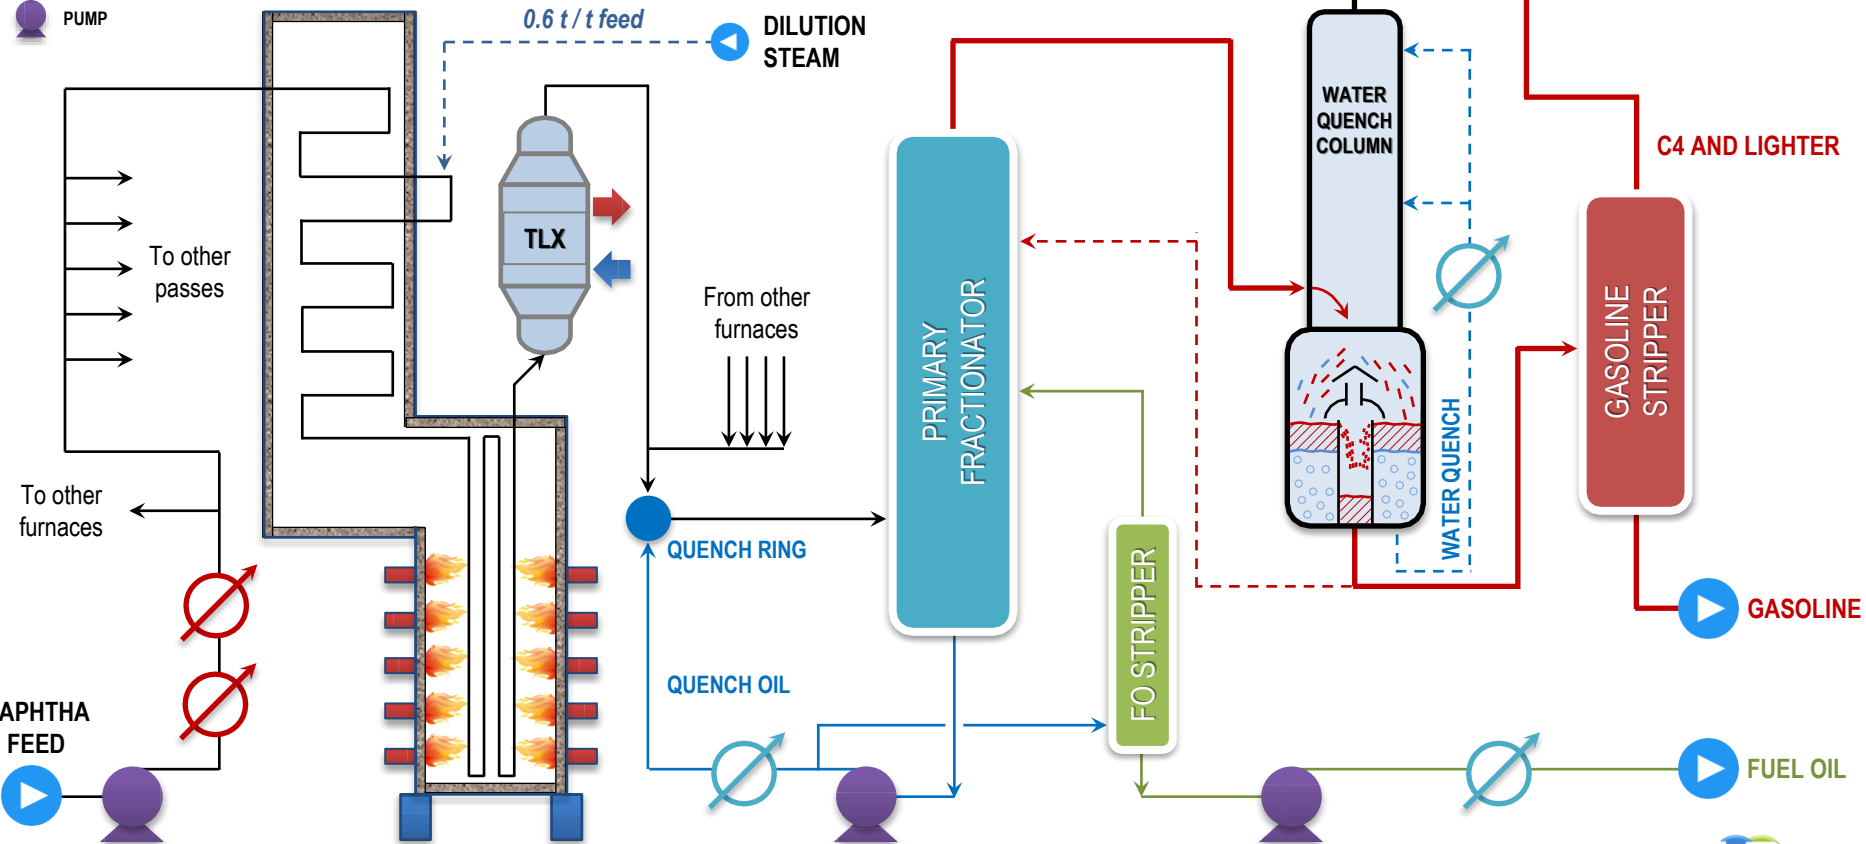 PUMP
0.6 t / t feed
DILUTION
STEAM
WATER
QUENCH
COLUMN
C4 AND LIGHTER
TLX
To other
passes
From other
furnaces
PRIMARY
FRACTIONATOR
GASOLINE
STRIPPER
WATER QUENCH
To other
furnaces
QUENCH RING
FO STRIPPER
GASOLINE
QUENCH OIL
APHTHA
FEED
FUEL OIL